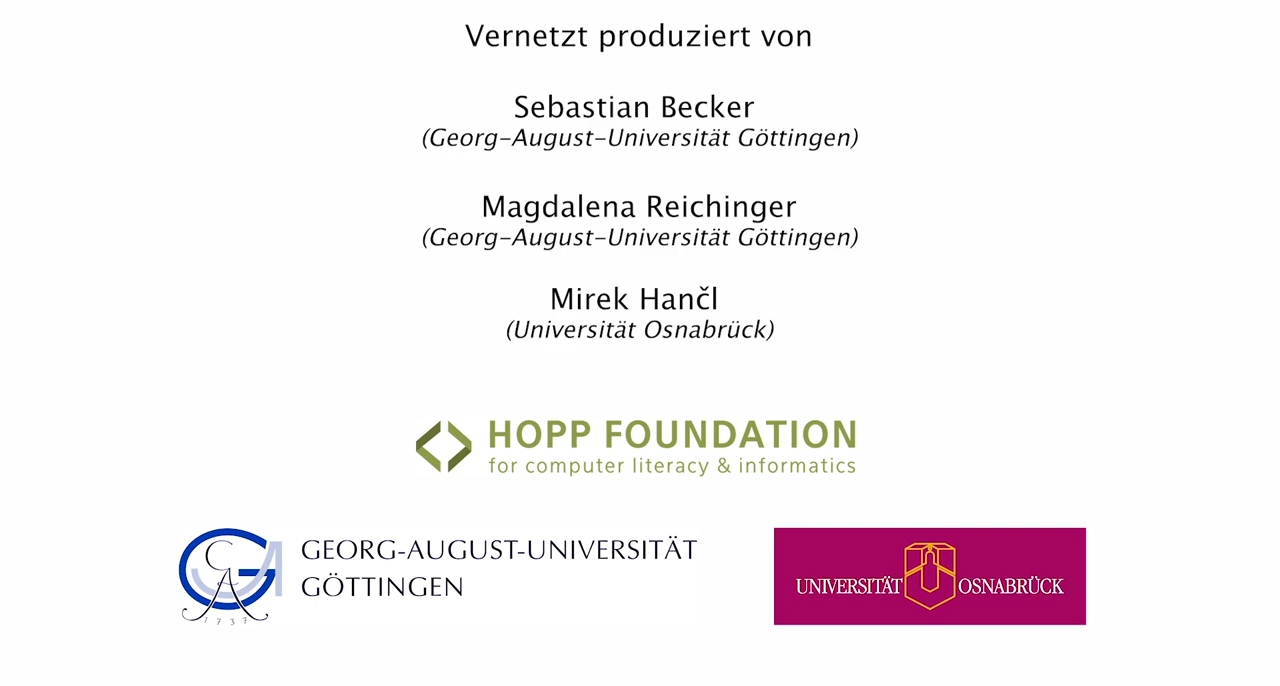 Vernetzt produziert von
Sebastian Becker
(Georg-August-Universität Göttingen)
Magdalena Reichinger
(Georg-August-Universität Göttingen)
Mirek Hančl
(Universität Osnabrück)
HOPP FOUNDATION
for computer literacy & informatics
GEORG-AUGUST-UNIVERSITÄT
GÖTTINGEN
1737
UNIVERSITÄT OSNABRÜCK